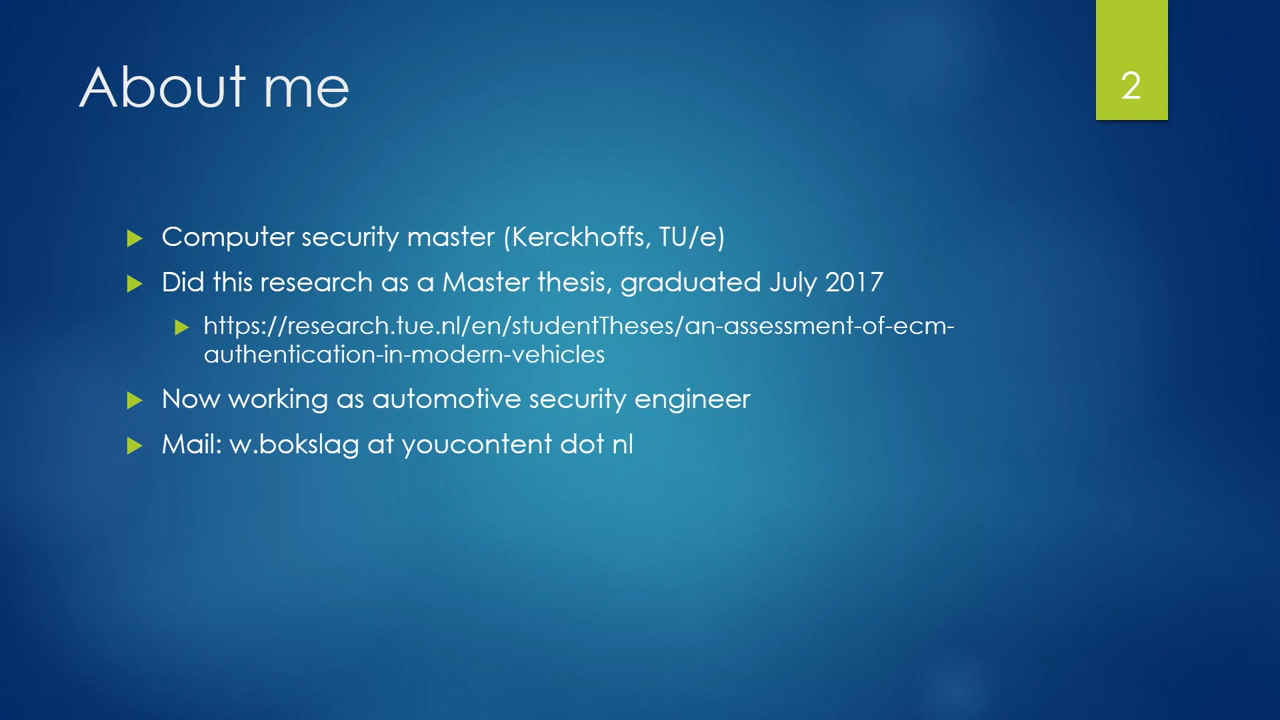 About me
2
Computer security master (Kerckhoffs, TU/e)
Did this research as a Master thesis, graduated July 2017
https://research.tue.nl/en/studentTheses/an-assessment-of-ecm-
authentication-in-modern-vehicles
Now working as automotive security engineer
Mail: w.bokslag at youcontent dot nl